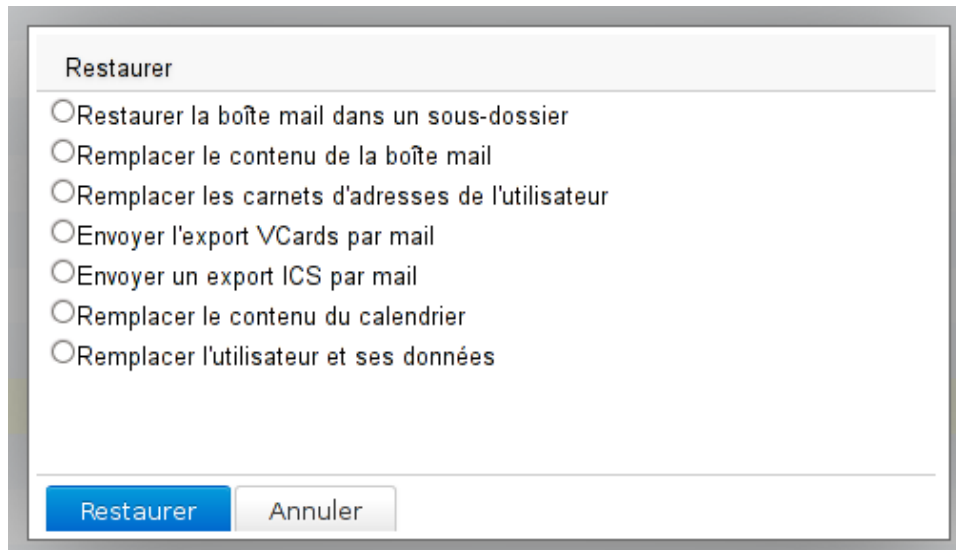 Restaurer
Restaurer la boîte mail dans un sous-dossier
Remplacer le contenu de la boîte mail
Remplacer les carnets d'adresses de l'utilisateur
Envoyer l'export VCards par mail
Envoyer un export ICS par mail
Remplacer le contenu du calendrier
Remplacer l'utilisateur et ses données
Restaurer Annuler